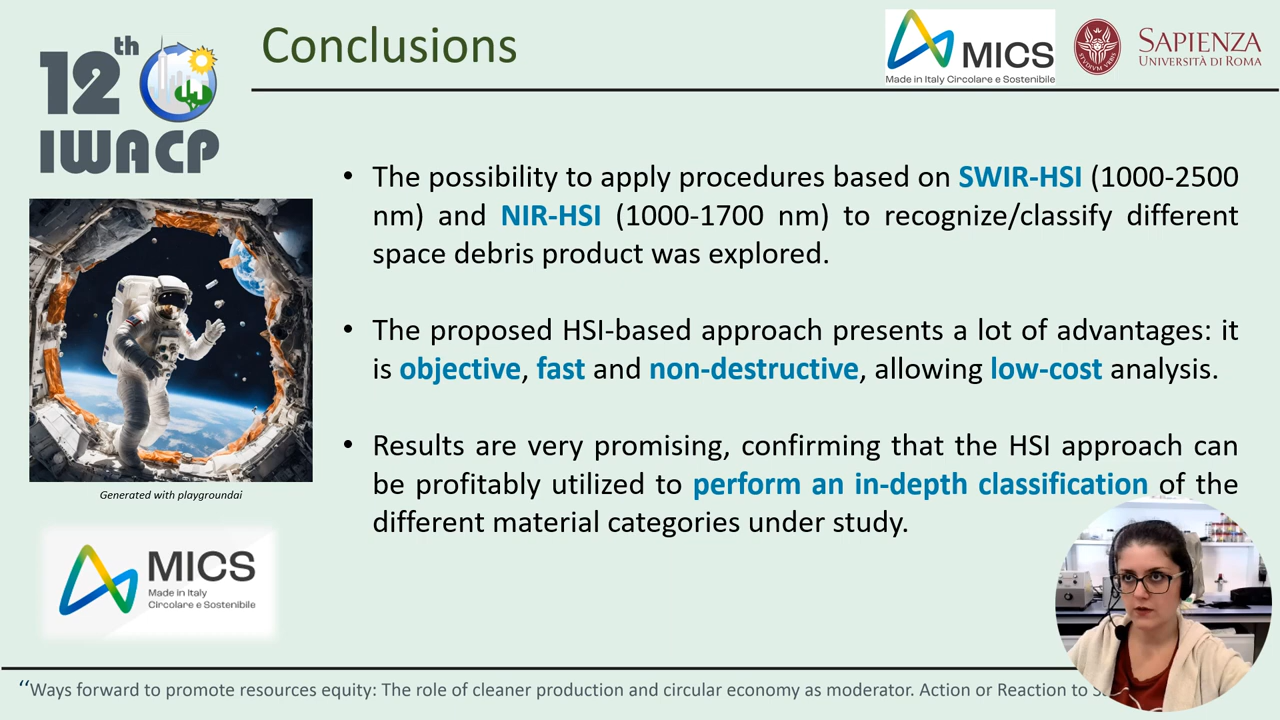 12th
IWACP
Conclusions
MICS
Made in Italy Circolare e Sostenibile
SAPIENZA
UNIVERSITÀ DI ROMA
• The possibility to apply procedures based on SWIR-HSI (1000-2500
nm) and NIR-HSI (1000-1700 nm) to recognize/classify different
space debris product was explored.
• The proposed HSI-based approach presents a lot of advantages: it
is objective, fast and non-destructive, allowing low-cost analysis.
• Results are very promising, confirming that the HSI approach can
be profitably utilized to perform an in-depth classification of the
different material categories under study.
Generated with playgroundai
MICS
Made in Italy
Circolare e Sostenibile
“Ways forward to promote resources equity: The role of cleaner production and circular economy as moderator. Action or Reaction to